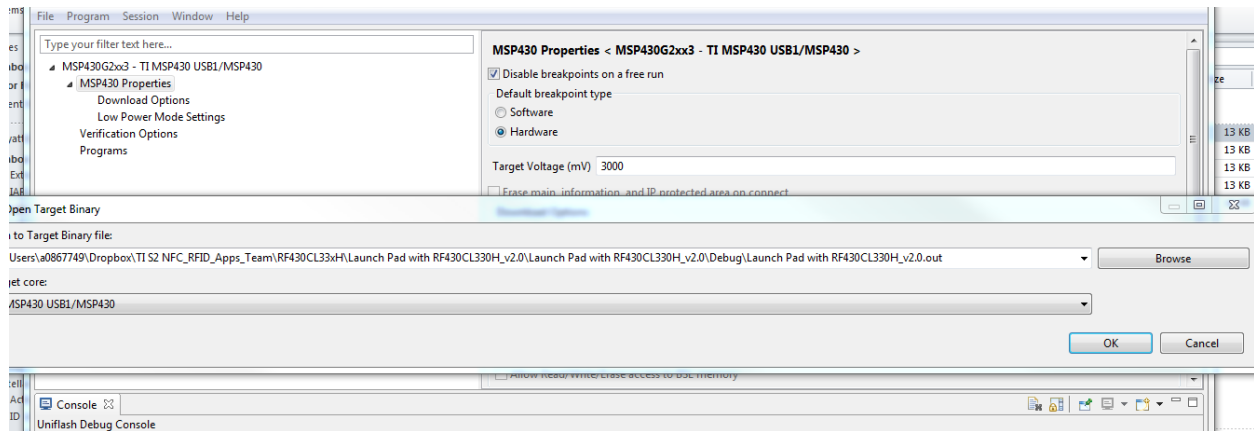 File Program Session Window Help
Type your filter text here...
MSP430G2xx3 - TI MSP430 USB1/MSP430
MSP430 Properties
Download Options
Low Power Mode Settings
Verification Options
Programs
MSP430 Properties < MSP430G2xx3 - TI MSP430 USB1/MSP430 >
Disable breakpoints on a free run
Default breakpoint type
Software
Hardware
Target Voltage (mV) 3000
Erase main, information, and IP protected area on connect
13 KB
13 KB
13 KB
13 KB
Open Target Binary
Download Options
to Target Binary file:
Users\a0867749\Dropbox\TI S2 NFC_RFID_Apps_Team\RF430CL33xH\Launch Pad with RF430CL330H_v2.0\Launch Pad with RF430CL330H_v2.0\Debug\Launch Pad with RF430CL330H_v2.0.out
Browse
get core:
MSP430 USB1/MSP430
OK Cancel
Allow Read/Write/Erase access to BSL memory
Console
Uniflash Debug Console